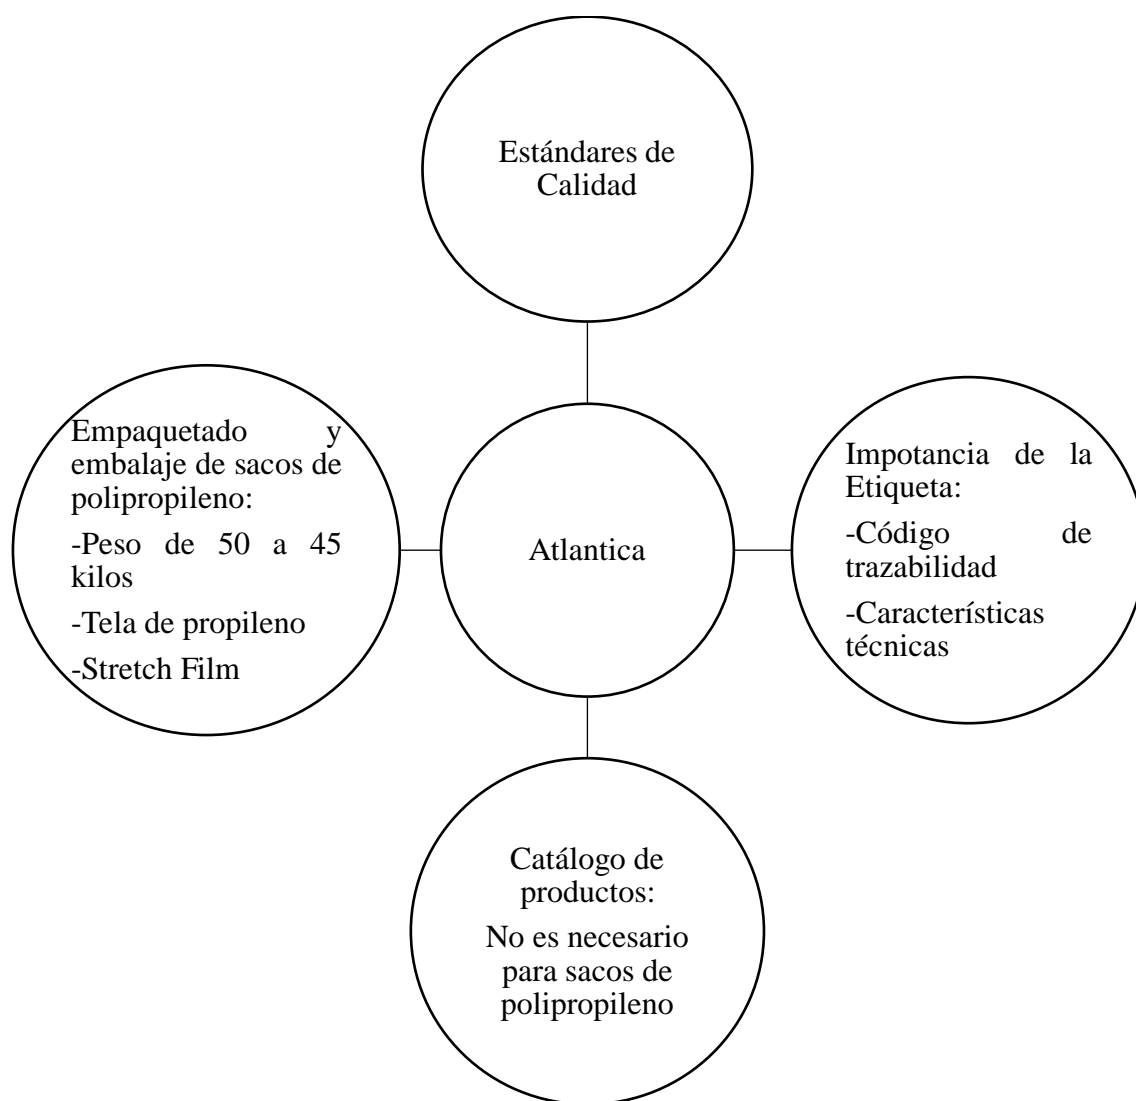 Estándares de
Calidad
Empaquetado y
embalaje de sacos de
polipropileno:
-Peso de 50 a 45
kilos
-Tela de propileno
-Stretch Film
Atlantica
Impotancia de la
Etiqueta:
-Código de
trazabilidad
-Características
técnicas
Catálogo de
productos:
No es necesario
para sacos de
polipropileno